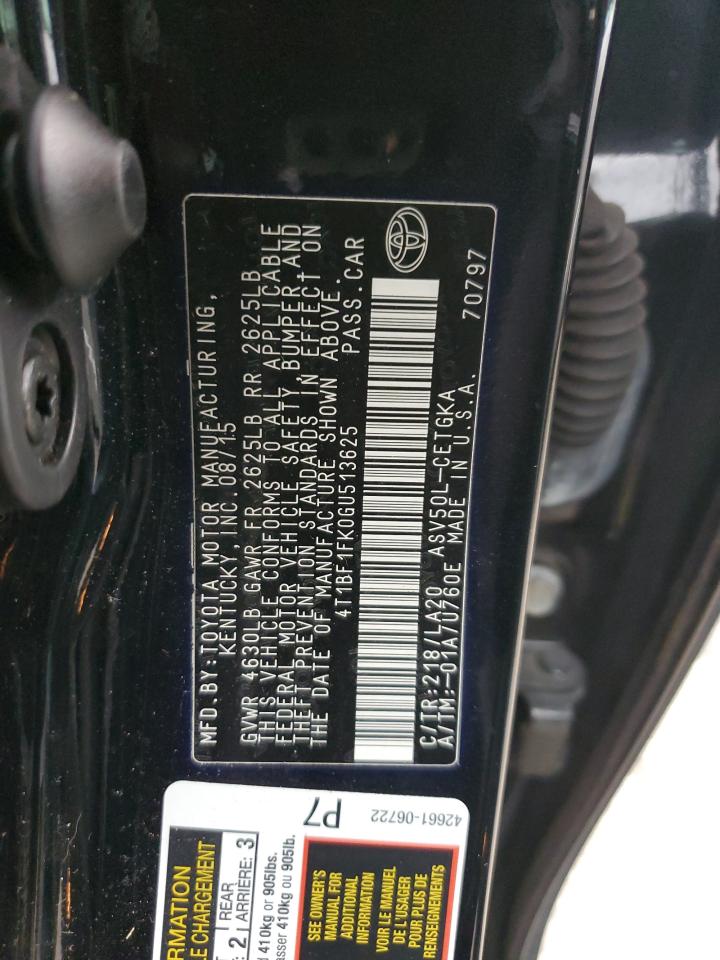 MFD. BY: TOYOTA MOTOR MANUFACTURING,
KENTUCKY, INC. 08/15
GVWR 4630LB GAWR FR 2625LB RR 2625LB
THIS VEHICLE CONFORMS TO ALL APPLICABLE
FEDERAL MOTOR VEHICLE SAFETY, BUMPER AND
THEFT PREVENTION STANDARDS IN EFFECT ON
THE DATE OF MANUFACTURE SHOWN ABOVE.
4T1BF1FK0GU513625 PASS. CAR
C/TR: 218/LA20 ASV50L-CETGKA
A/TM: -01A/U760E MADE IN U.S.A.
70797
P7
42661-06722
CHARGEMENT
2 REAR
ARRIÈRE: 3
410kg or 905lbs.
410kg ou 905lb.
SEE OWNER'S
MANUAL FOR
ADDITIONAL
INFORMATION
VOIR LE MANUEL
DE L'USAGER
POUR PLUS DE
RENSEIGNEMENTS